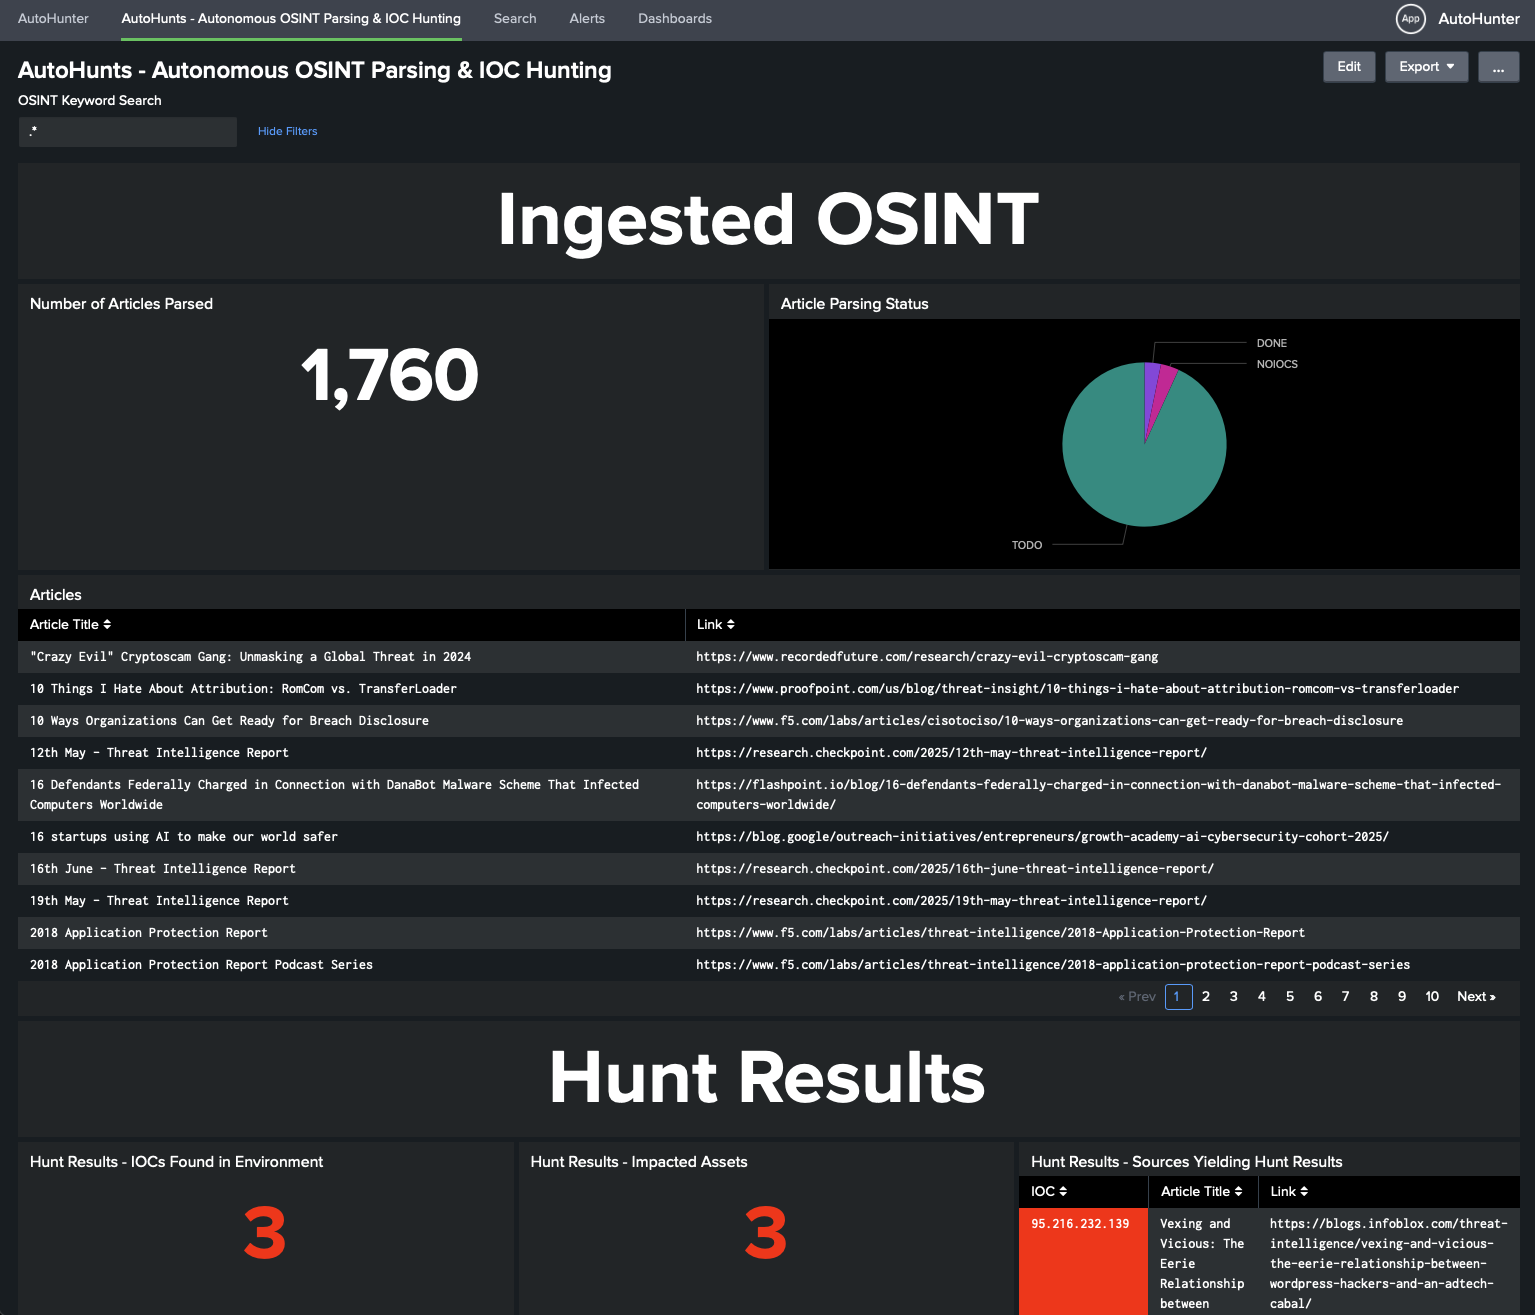 AutoHunter
AutoHunts - Autonomous OSINT Parsing & IOC Hunting
Search
Alerts
Dashboards
App
AutoHunter
AutoHunts - Autonomous OSINT Parsing & IOC Hunting
Edit
Export
...
OSINT Keyword Search
.*
Hide Filters
Ingested OSINT
Number of Articles Parsed
1,760
Article Parsing Status
DONE
NOIOCS
TODO
Articles
Article Title
Link
"Crazy Evil" Cryptoscam Gang: Unmasking a Global Threat in 2024
https://www.recordedfuture.com/research/crazy-evil-cryptoscam-gang
10 Things I Hate About Attribution: RomCom vs. TransferLoader
https://www.proofpoint.com/us/blog/threat-insight/10-things-i-hate-about-attribution-romcom-vs-transferloader
10 Ways Organizations Can Get Ready for Breach Disclosure
https://www.f5.com/labs/articles/cisotociso/10-ways-organizations-can-get-ready-for-breach-disclosure
12th May – Threat Intelligence Report
https://research.checkpoint.com/2025/12th-may-threat-intelligence-report/
16 Defendants Federally Charged in Connection with DanaBot Malware Scheme That Infected
Computers Worldwide
https://flashpoint.io/blog/16-defendants-federally-charged-in-connection-with-danabot-malware-scheme-that-infected-
computers-worldwide/
16 startups using AI to make our world safer
https://blog.google/outreach-initiatives/entrepreneurs/growth-academy-ai-cybersecurity-cohort-2025/
16th June – Threat Intelligence Report
https://research.checkpoint.com/2025/16th-june-threat-intelligence-report/
19th May – Threat Intelligence Report
https://research.checkpoint.com/2025/19th-may-threat-intelligence-report/
2018 Application Protection Report
https://www.f5.com/labs/articles/threat-intelligence/2018-Application-Protection-Report
2018 Application Protection Report Podcast Series
https://www.f5.com/labs/articles/threat-intelligence/2018-application-protection-report-podcast-series
« Prev 1 2 3 4 5 6 7 8 9 10 Next »
Hunt Results
Hunt Results - IOCs Found in Environment
3
Hunt Results - Impacted Assets
3
Hunt Results - Sources Yielding Hunt Results
IOC
Article Title
Link
95.216.232.139
Vexing and
Vicious: The
Eerie
Relationship
between
https://blogs.infoblox.com/threat-
intelligence/vexing-and-vicious-
the-eerie-relationship-between-
wordpress-hackers-and-an-adtech-
cabal/